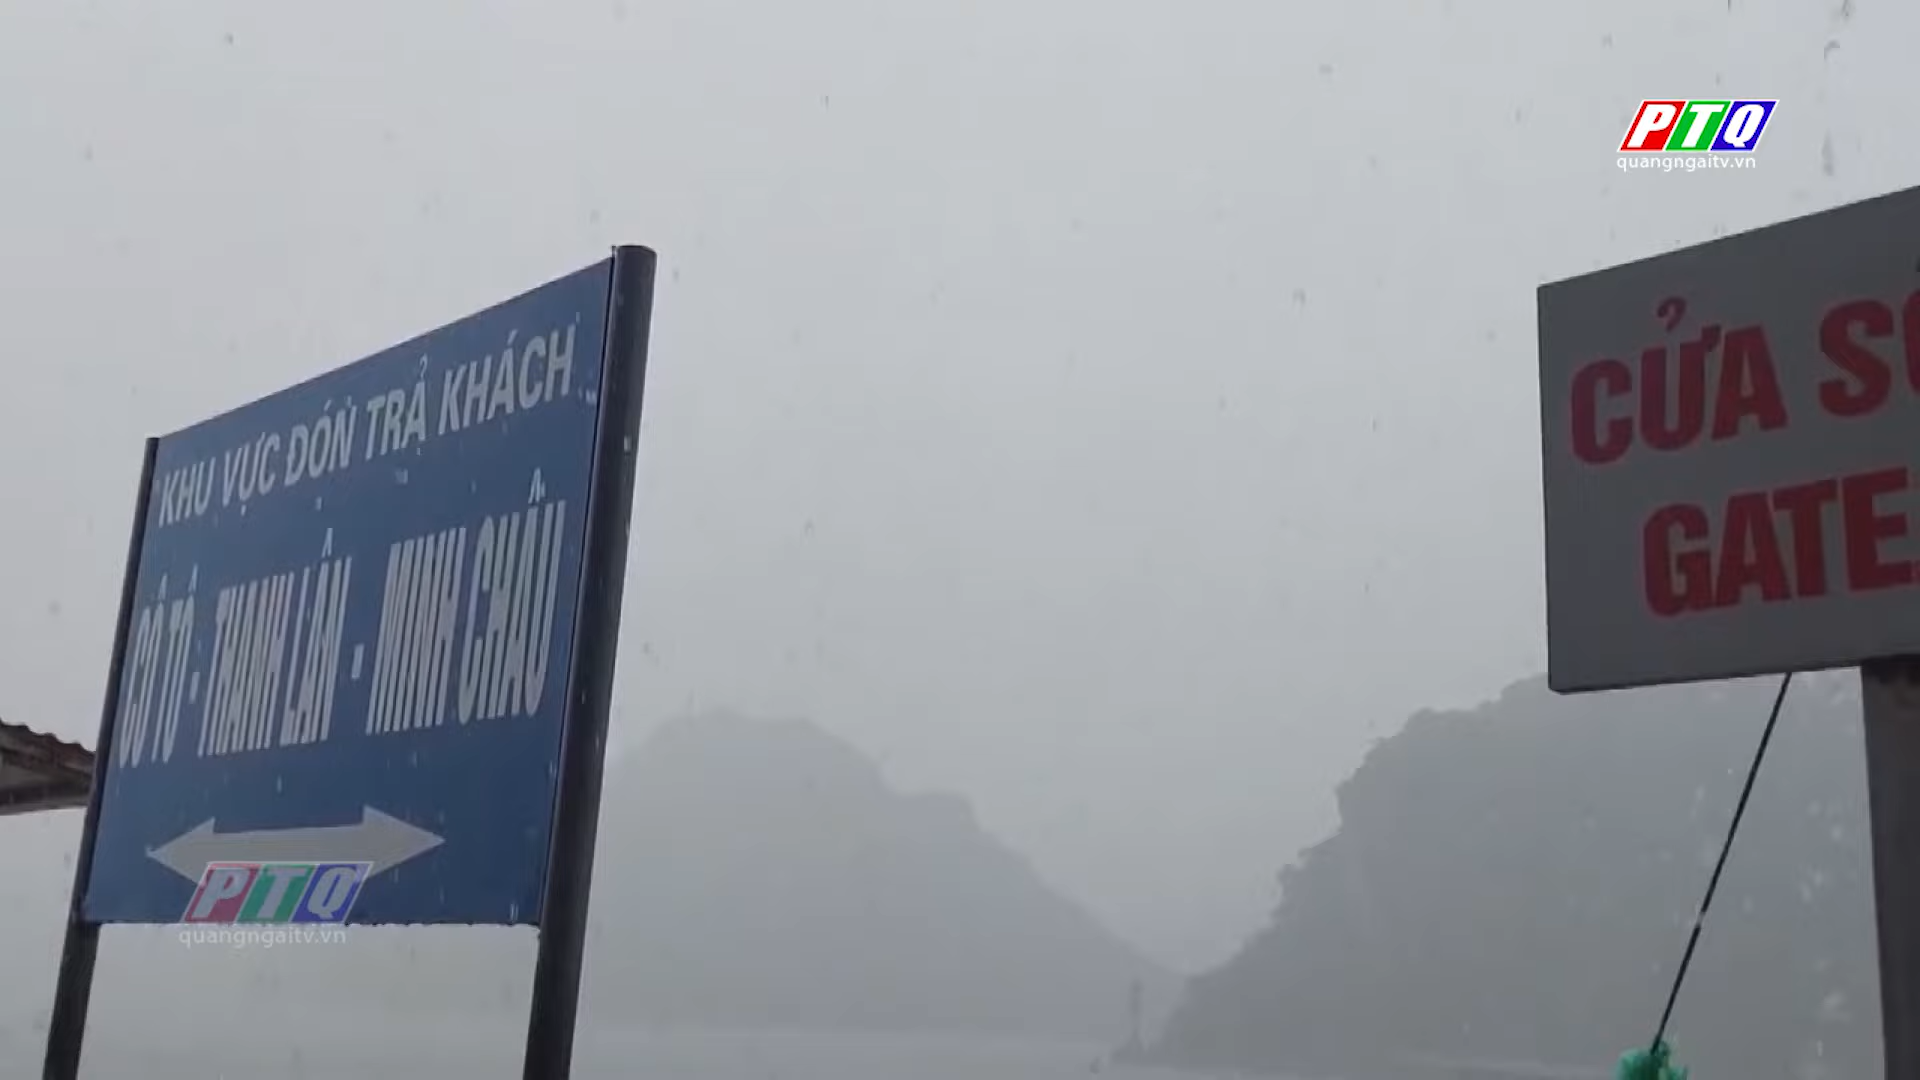 PTQ
quangngaitv.vn
KHU VỰC ĐÓN TRẢ KHÁCH
CÔ TÔ - THANH LÂN - MINH CHÂU
CỬA SỐ
GATE
PTQ
quangngaitv.vn